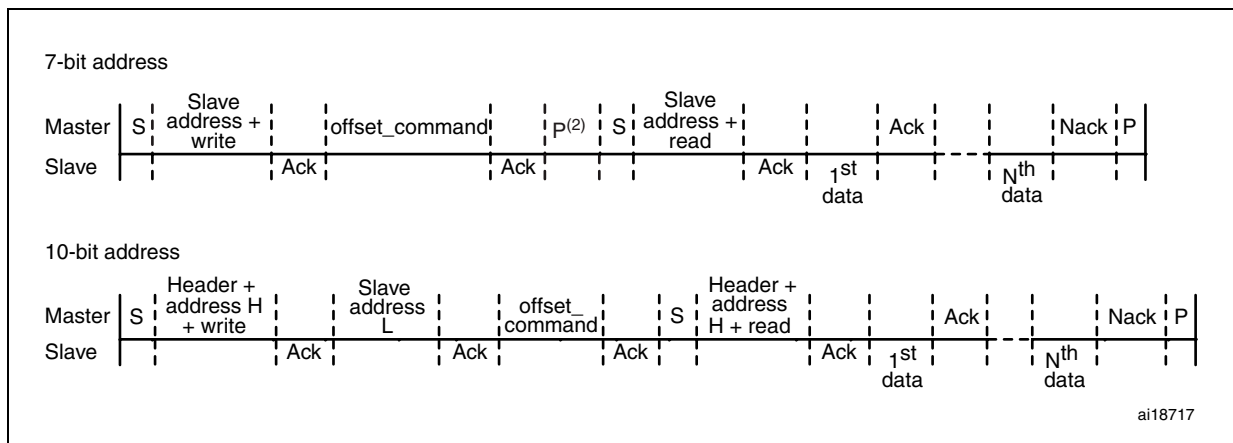 7-bit address
Master S Slave address + write offset_command P(2) S Slave address + read Ack Nack P
Slave Ack Ack Ack 1st data Nth data
10-bit address
Master S Header + address H + write Slave address L offset_ command S Header + address H + read Ack Nack P
Slave Ack Ack Ack Ack 1st data Nth data
ai18717